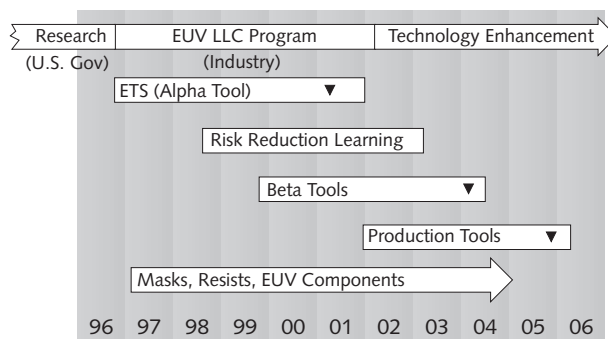 Research EUV LLC Program Technology Enhancement
(U.S. Gov) (Industry)
ETS (Alpha Tool)
Risk Reduction Learning
Beta Tools
Production Tools
Masks, Resists, EUV Components
96 97 98 99 00 01 02 03 04 05 06